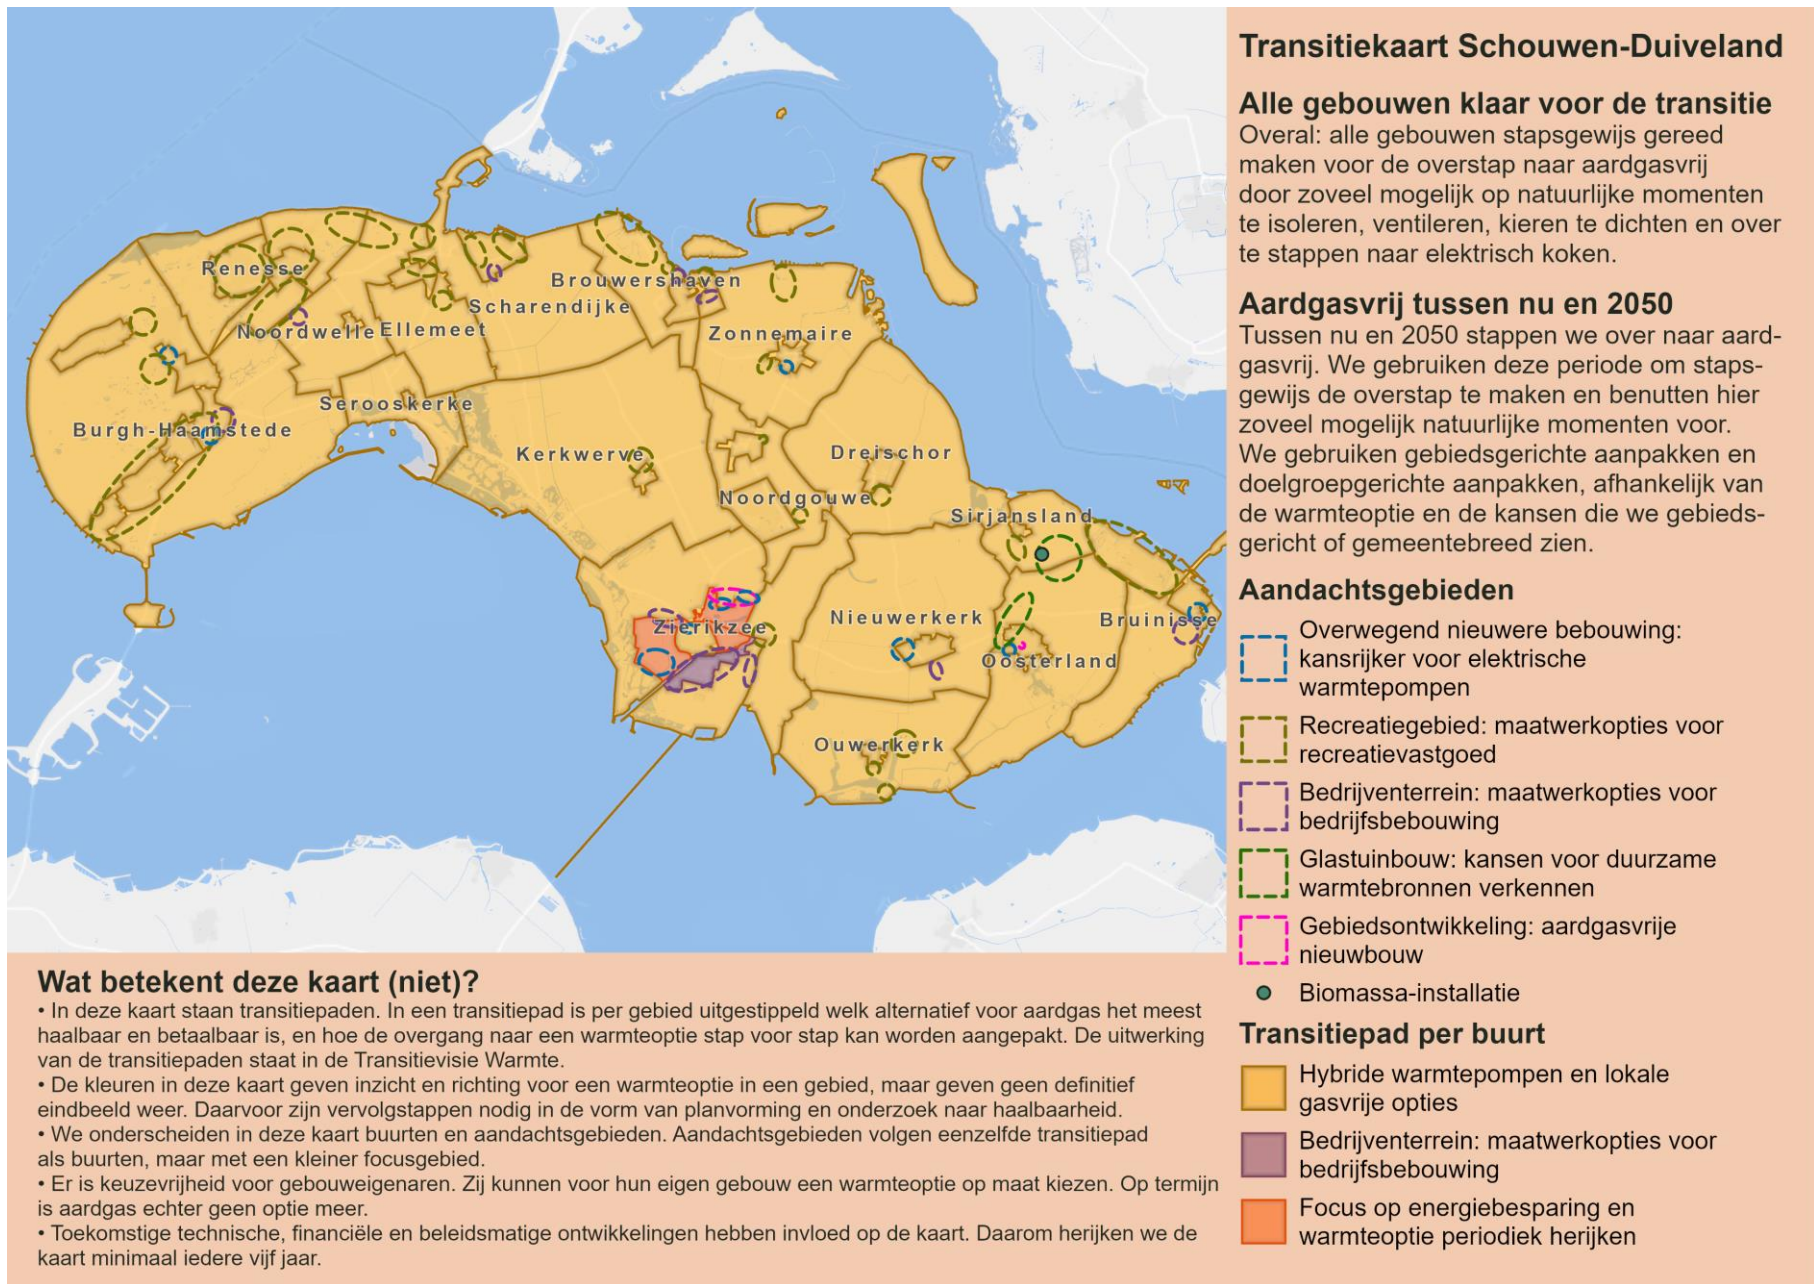 Transitiekaart Schouwen-Duiveland
Alle gebouwen klaar voor de transitie
Overal: alle gebouwen stapsgewijs gereed
maken voor de overstap naar aardgasvrij
door zoveel mogelijk op natuurlijke momenten
te isoleren, ventileren, kieren te dichten en over
te stappen naar elektrisch koken.
Aardgasvrij tussen nu en 2050
Tussen nu en 2050 stappen we over naar aard-
gasvrij. We gebruiken deze periode om staps-
gewijs de overstap te maken en benutten hier
zoveel mogelijk natuurlijke momenten voor.
We gebruiken gebiedsgerichte aanpakken en
doelgroepgerichte aanpakken, afhankelijk van
de warmteoptie en de kansen die we gebieds-
gericht of gemeentebreed zien.
Aandachtsgebieden
Overwegend nieuwere bebouwing:
kansrijker voor elektrische
warmtepompen
Recreatiegebied: maatwerkopties voor
recreatievastgoed
Bedrijventerrein: maatwerkopties voor
bedrijfsbebouwing
Glastuinbouw: kansen voor duurzame
warmtebronnen verkennen
Gebiedsontwikkeling: aardgasvrije
nieuwbouw
Biomassa-installatie
Transitiepad per buurt
Hybride warmtepompen en lokale
gasvrije opties
Bedrijventerrein: maatwerkopties voor
bedrijfsbebouwing
Focus op energiebesparing en
warmteoptie periodiek herijken
Renesse
Brouwershaven
Scharendijke
Noordwelle
Ellemeet
Zonnemaire
Serooskerke
Burgh-Haamstede
Kerkwerve
Dreischor
Noordgouwe
Sirjansland
Nieuwerkerk
Bruinisse
Zierikzee
Oosterland
Ouwerkerk
Wat betekent deze kaart (niet)?
• In deze kaart staan transitiepaden. In een transitiepad is per gebied uitgestippeld welk alternatief voor aardgas het meest
haalbaar en betaalbaar is, en hoe de overgang naar een warmteoptie stap voor stap kan worden aangepakt. De uitwerking
van de transitiepaden staat in de Transitievisie Warmte.
• De kleuren in deze kaart geven inzicht en richting voor een warmteoptie in een gebied, maar geven geen definitief
eindbeeld weer. Daarvoor zijn vervolgstappen nodig in de vorm van planvorming en onderzoek naar haalbaarheid.
• We onderscheiden in deze kaart buurten en aandachtsgebieden. Aandachtsgebieden volgen eenzelfde transitiepad
als buurten, maar met een kleiner focusgebied.
• Er is keuzevrijheid voor gebouweigenaren. Zij kunnen voor hun eigen gebouw een warmteoptie op maat kiezen. Op termijn
is aardgas echter geen optie meer.
• Toekomstige technische, financiële en beleidsmatige ontwikkelingen hebben invloed op de kaart. Daarom herijken we de
kaart minimaal iedere vijf jaar.